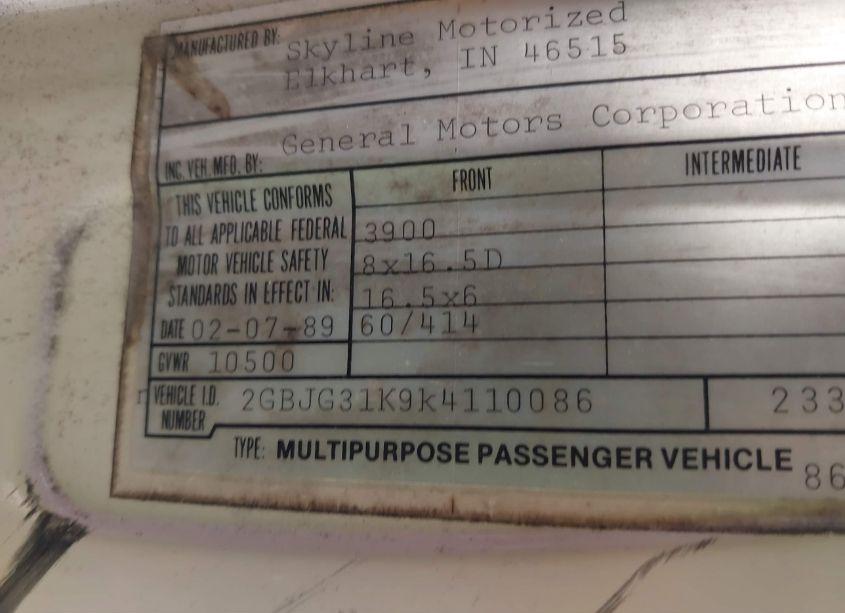 MANUFACTURED BY: Skyline Motorized
Elkhart, IN 46515
INC. VEH. MFD. BY: General Motors Corporation
FRONT INTERMEDIATE
THIS VEHICLE CONFORMS
TO ALL APPLICABLE FEDERAL 3900
MOTOR VEHICLE SAFETY 8x16.5D
STANDARDS IN EFFECT IN: 16.5x6
DATE 02-07-89 60/414
GVWR 10500
VEHICLE I.D. NUMBER 2GBJG31K9k4110086 233
TYPE: MULTIPURPOSE PASSENGER VEHICLE 86